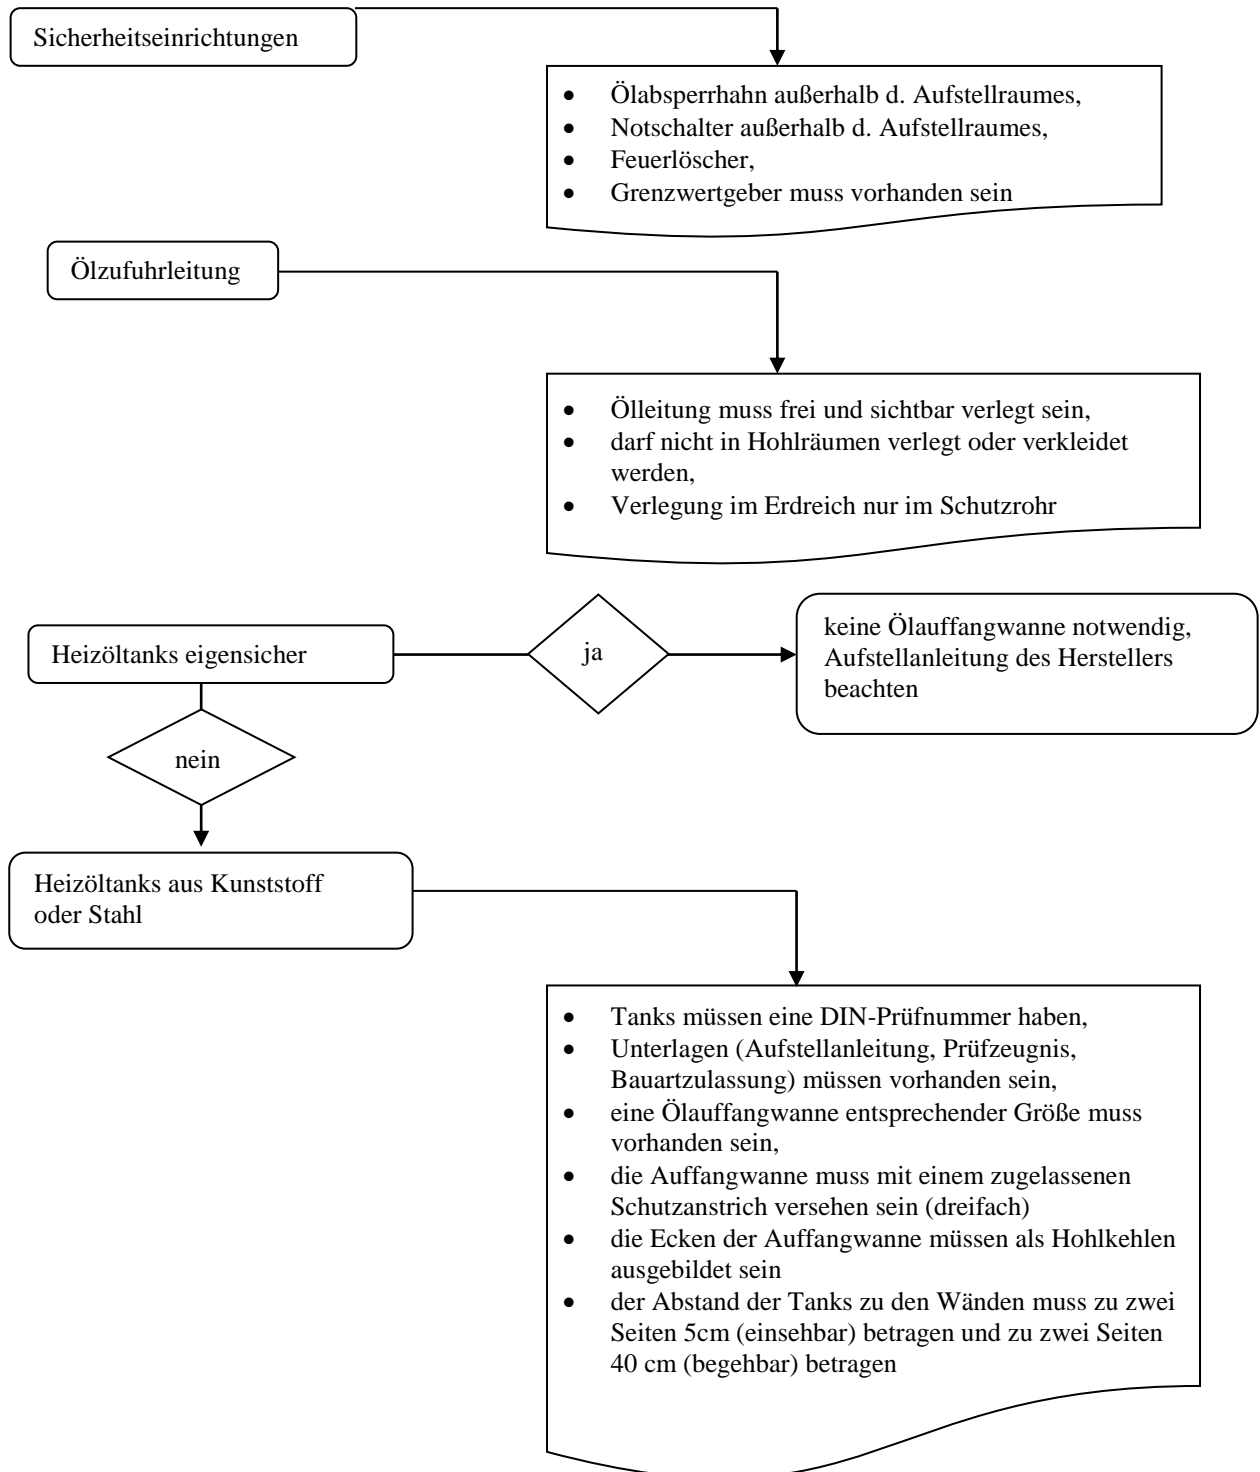 Sicherheitseinrichtungen
• Ölabsperrhahn außerhalb d. Aufstellraumes,
• Notschalter außerhalb d. Aufstellraumes,
• Feuerlöscher,
• Grenzwertgeber muss vorhanden sein
Ölzufuhrleitung
• Ölleitung muss frei und sichtbar verlegt sein,
• darf nicht in Hohlräumen verlegt oder verkleidet
werden,
• Verlegung im Erdreich nur im Schutzrohr
Heizöltanks eigensicher
ja
keine Ölauffangwanne notwendig,
Aufstellanleitung des Herstellers
beachten
nein
Heizöltanks aus Kunststoff
oder Stahl
• Tanks müssen eine DIN-Prüfnummer haben,
• Unterlagen (Aufstellanleitung, Prüfzeugnis,
Bauartzulassung) müssen vorhanden sein,
• eine Ölauffangwanne entsprechender Größe muss
vorhanden sein,
• die Auffangwanne muss mit einem zugelassenen
Schutzanstrich versehen sein (dreifach)
• die Ecken der Auffangwanne müssen als Hohlkehlen
ausgebildet sein
• der Abstand der Tanks zu den Wänden muss zu zwei
Seiten 5cm (einsehbar) betragen und zu zwei Seiten
40 cm (begehbar) betragen